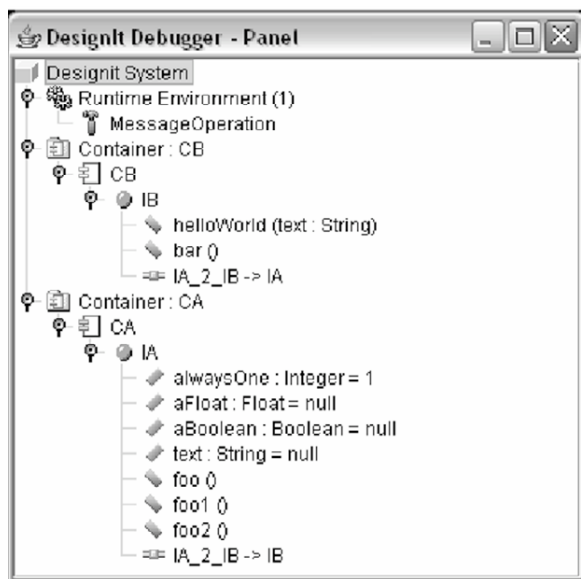 DesignIt Debugger - Panel
Designit System
Runtime Environment (1)
MessageOperation
Container : CB
CB
IB
helloWorld (text : String)
bar ()
IA_2_IB -> IA
Container : CA
CA
IA
alwaysOne : Integer = 1
aFloat : Float = null
aBoolean : Boolean = null
text : String = null
foo ()
foo1 ()
foo2 ()
IA_2_IB -> IB